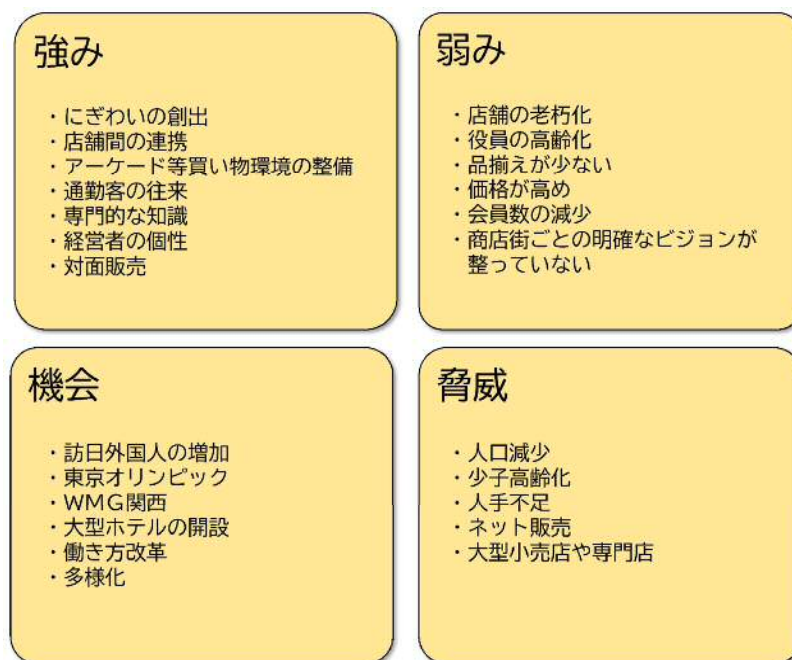 強み
・にぎわいの創出
・店舗間の連携
・アーケード等買い物環境の整備
・通勤客の往来
・専門的な知識
・経営者の個性
・対面販売
弱み
・店舗の老朽化
・役員の高齢化
・品揃えが少ない
・価格が高め
・会員数の減少
・商店街ごとの明確なビジョンが
整っていない
機会
・訪日外国人の増加
・東京オリンピック
・WMG関西
・大型ホテルの開設
・働き方改革
・多様化
脅威
・人口減少
・少子高齢化
・人手不足
・ネット販売
・大型小売店や専門店